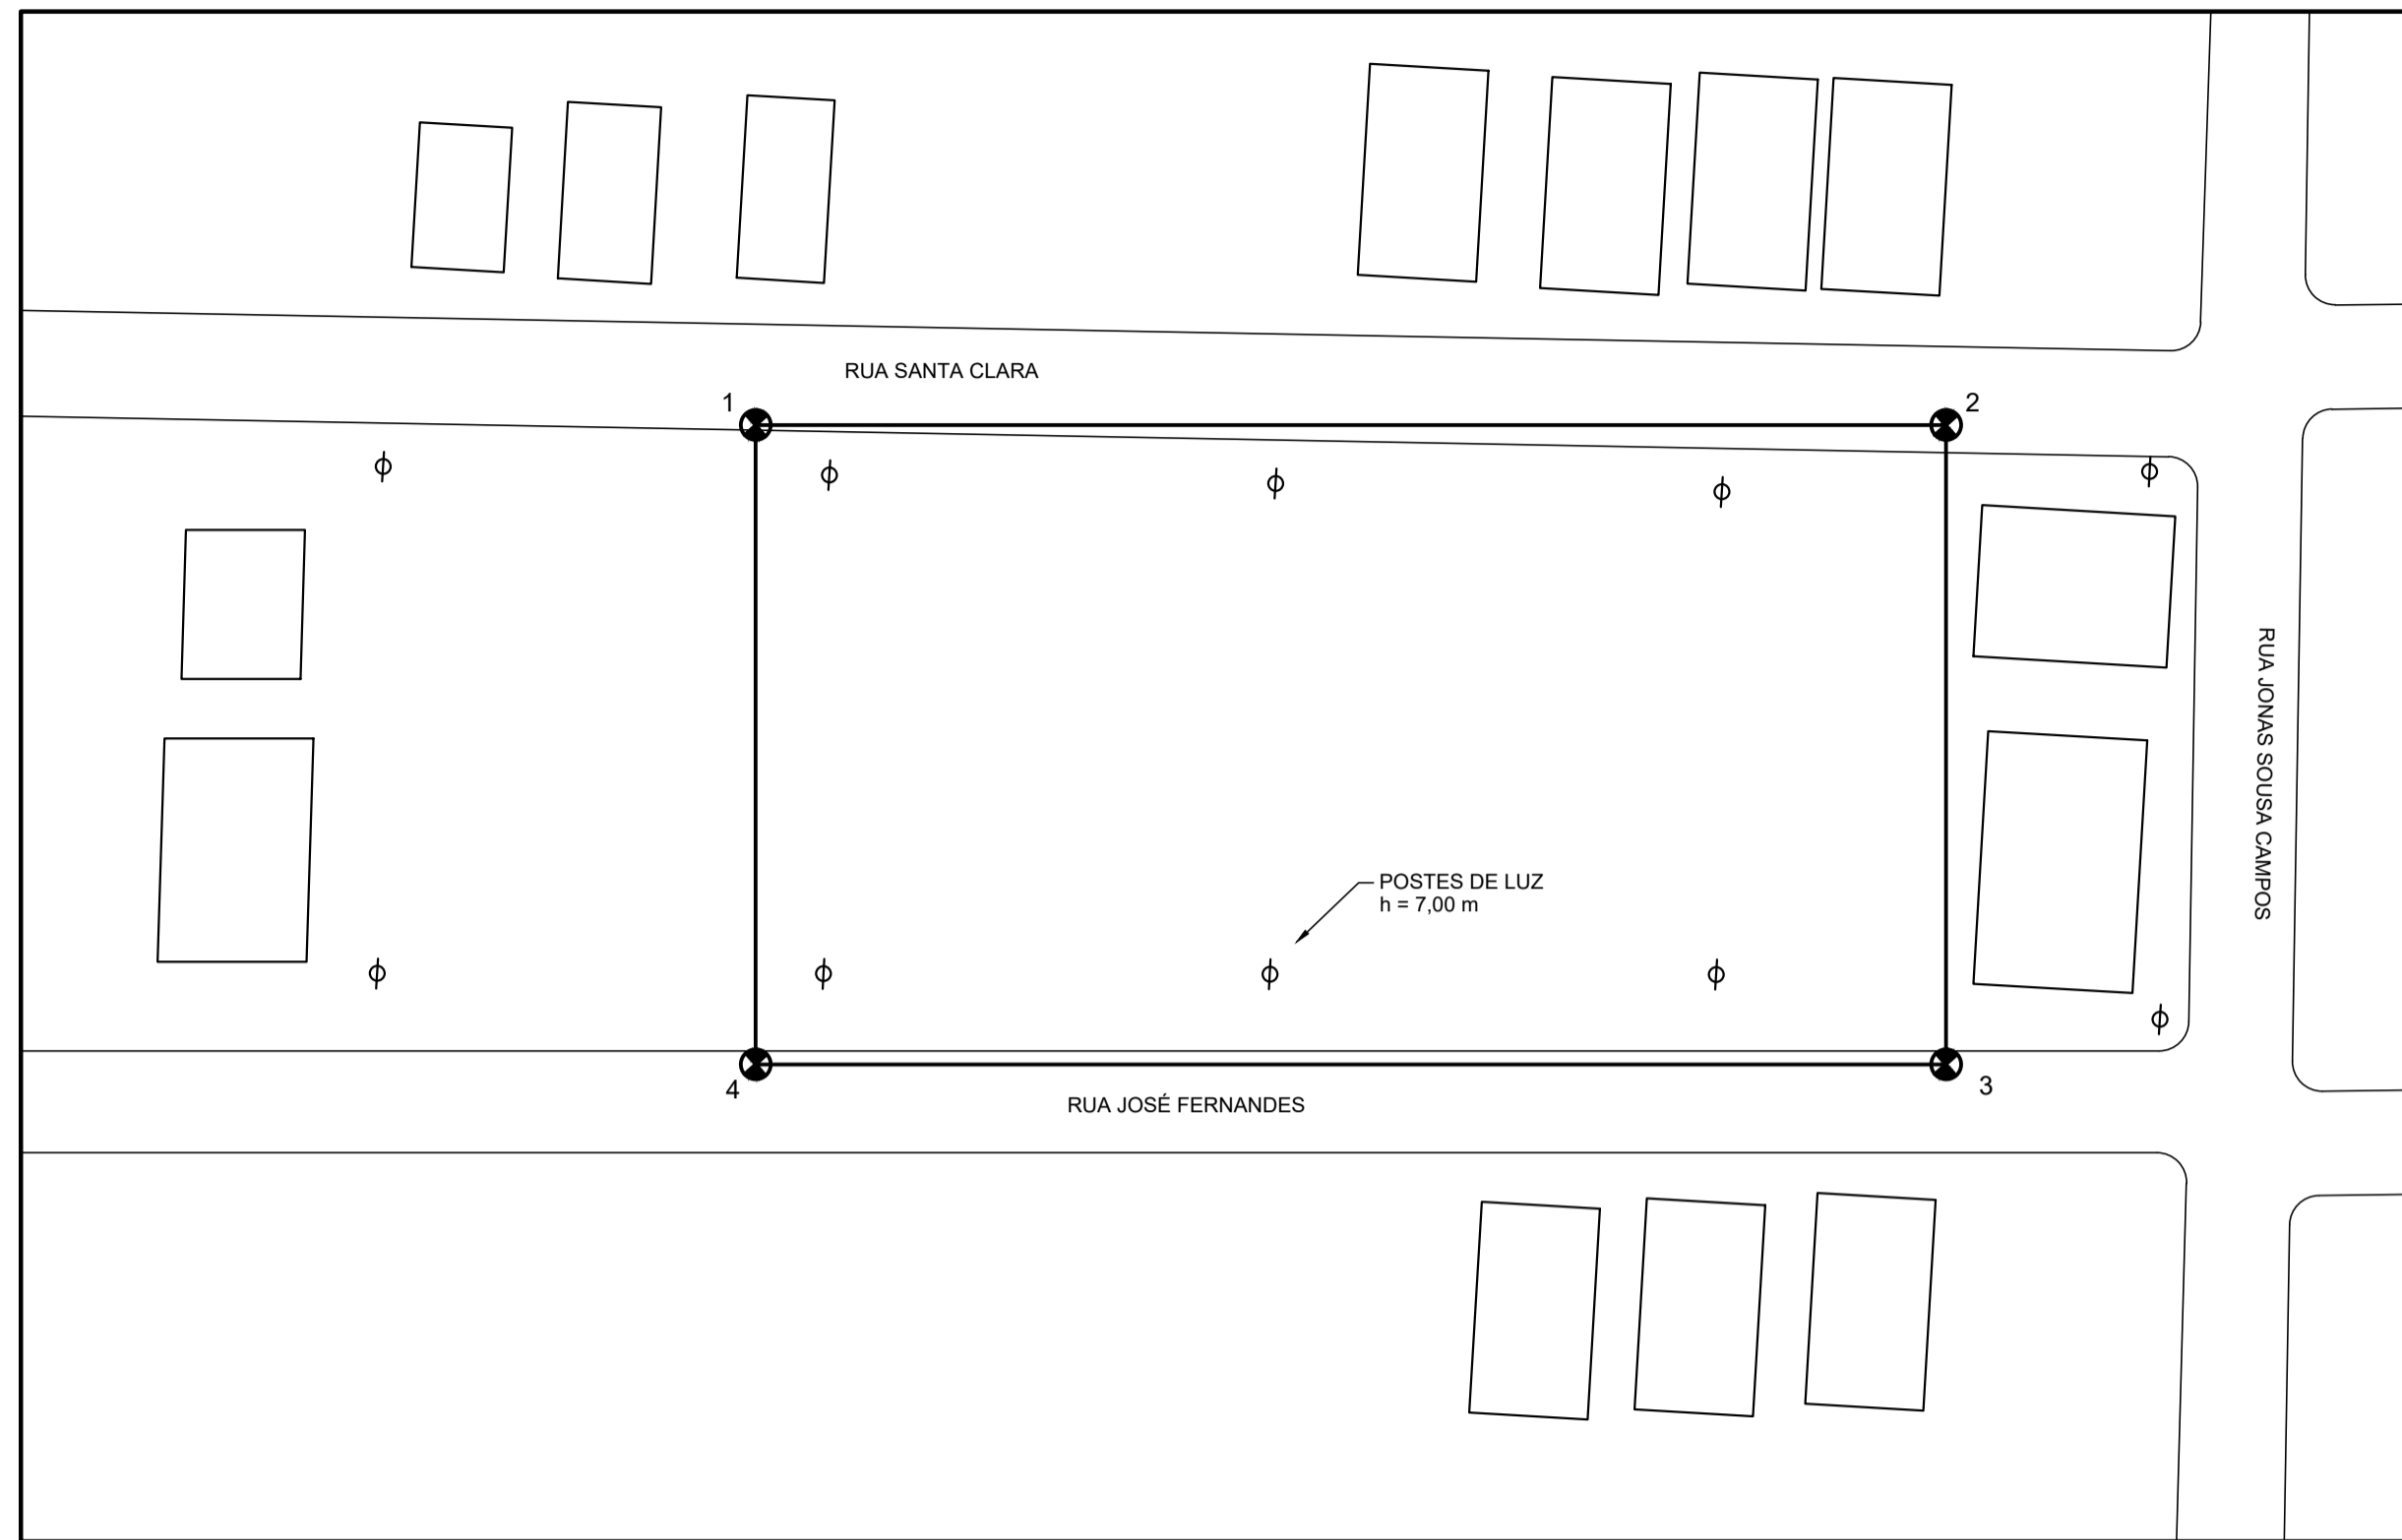 RUA SANTA CLARA
1
2
RUA JONAS SOUSA CAMPOS
POSTES DE LUZ
h = 7,00 m
4
3
RUA JOSÉ FERNANDES